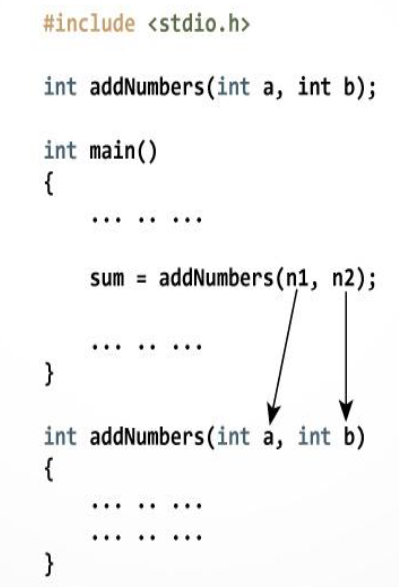 #include <stdio.h>
int addNumbers(int a, int b);
int main()
{
... .. ...
sum = addNumbers(n1, n2);
... .. ...
}
int addNumbers(int a, int b)
{
... .. ...
... .. ...
}